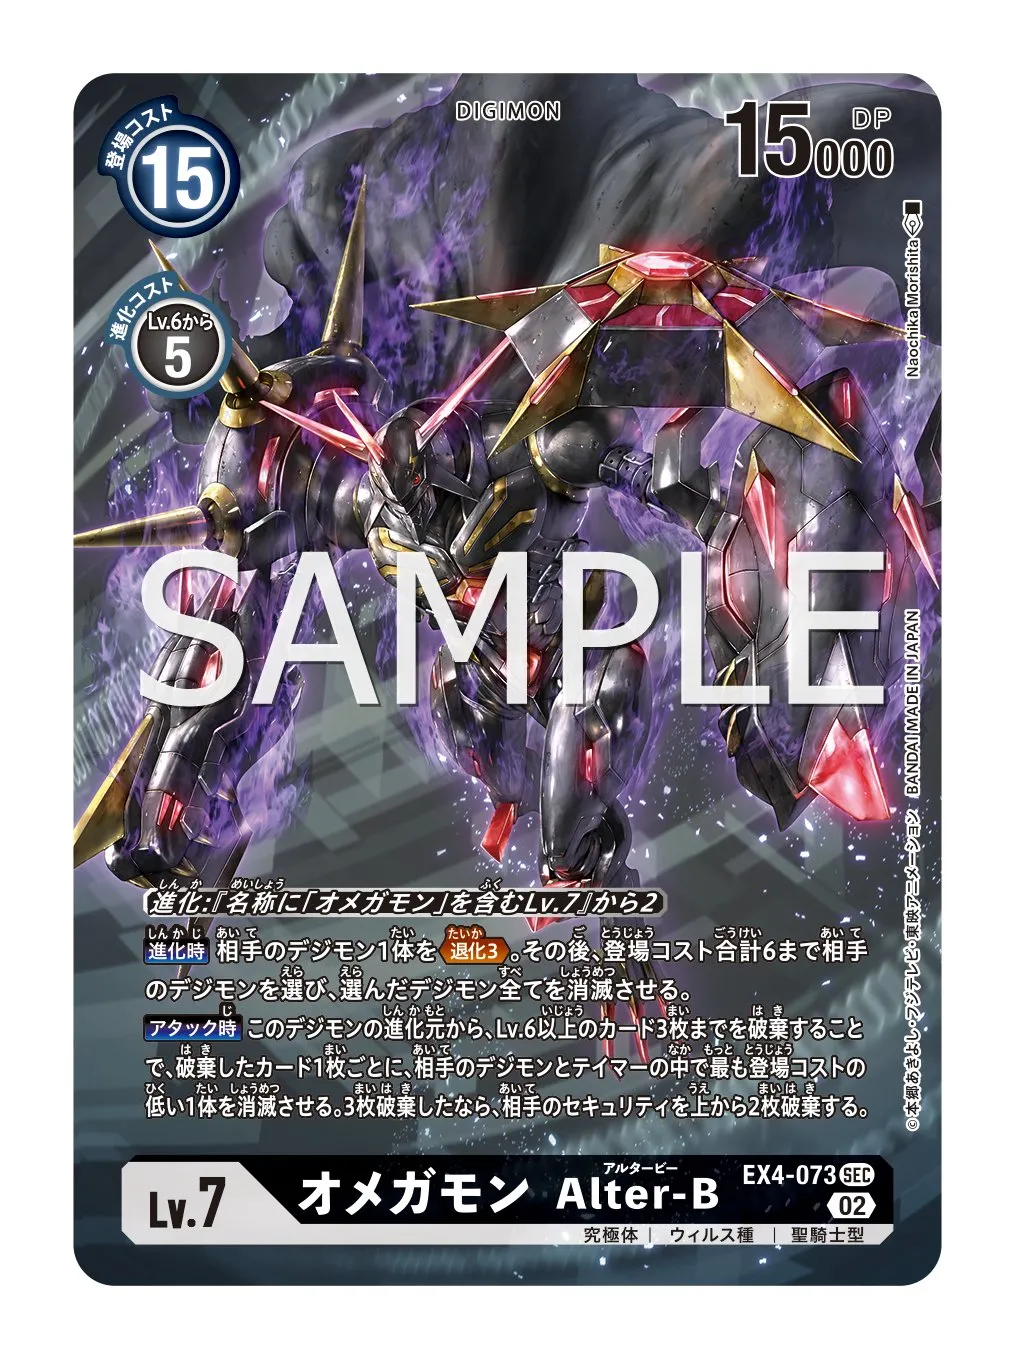 DIGIMON
登場コスト
15
15000
DP
進化コスト
Lv.6から
5
Naochika Morishita
SAMPLE
BANDAI MADE IN JAPAN
©本郷あきよし・フジテレビ・東映アニメーション
進化:『名称に「オメガモン」を含むLv.7』から2
進化時 相手のデジモン1体を 退化3 。その後、登場コスト合計6まで相手
のデジモンを選び、選んだデジモン全てを消滅させる。
アタック時 このデジモンの進化元から、Lv.6以上のカード3枚までを破棄すること
で、破棄したカード1枚ごとに、相手のデジモンとテイマーの中で最も登場コストの
低い1体を消滅させる。3枚破棄したなら、相手のセキュリティを上から2枚破棄する。
Lv.7
アルタービー
オメガモン Alter-B
EX4-073 SEC
02
究極体 | ウィルス種 | 聖騎士型